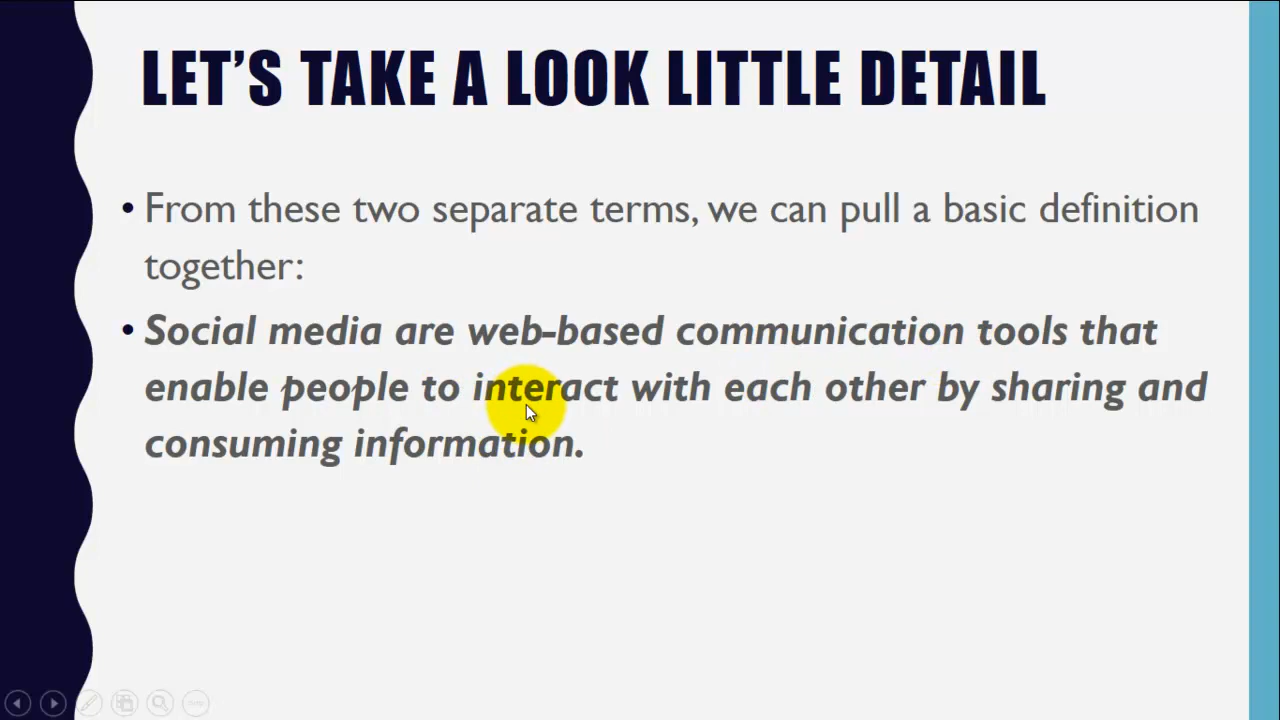 LET'S TAKE A LOOK LITTLE DETAIL
• From these two separate terms, we can pull a basic definition
together:
• Social media are web-based communication tools that
enable people to interact with each other by sharing and
consuming information.